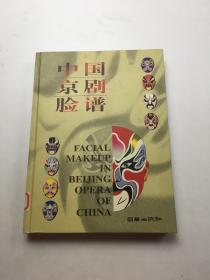 中国
京剧
脸谱
FACIAL
MAKEUP
IN
BEIJING
OPERA
OF
CHINA